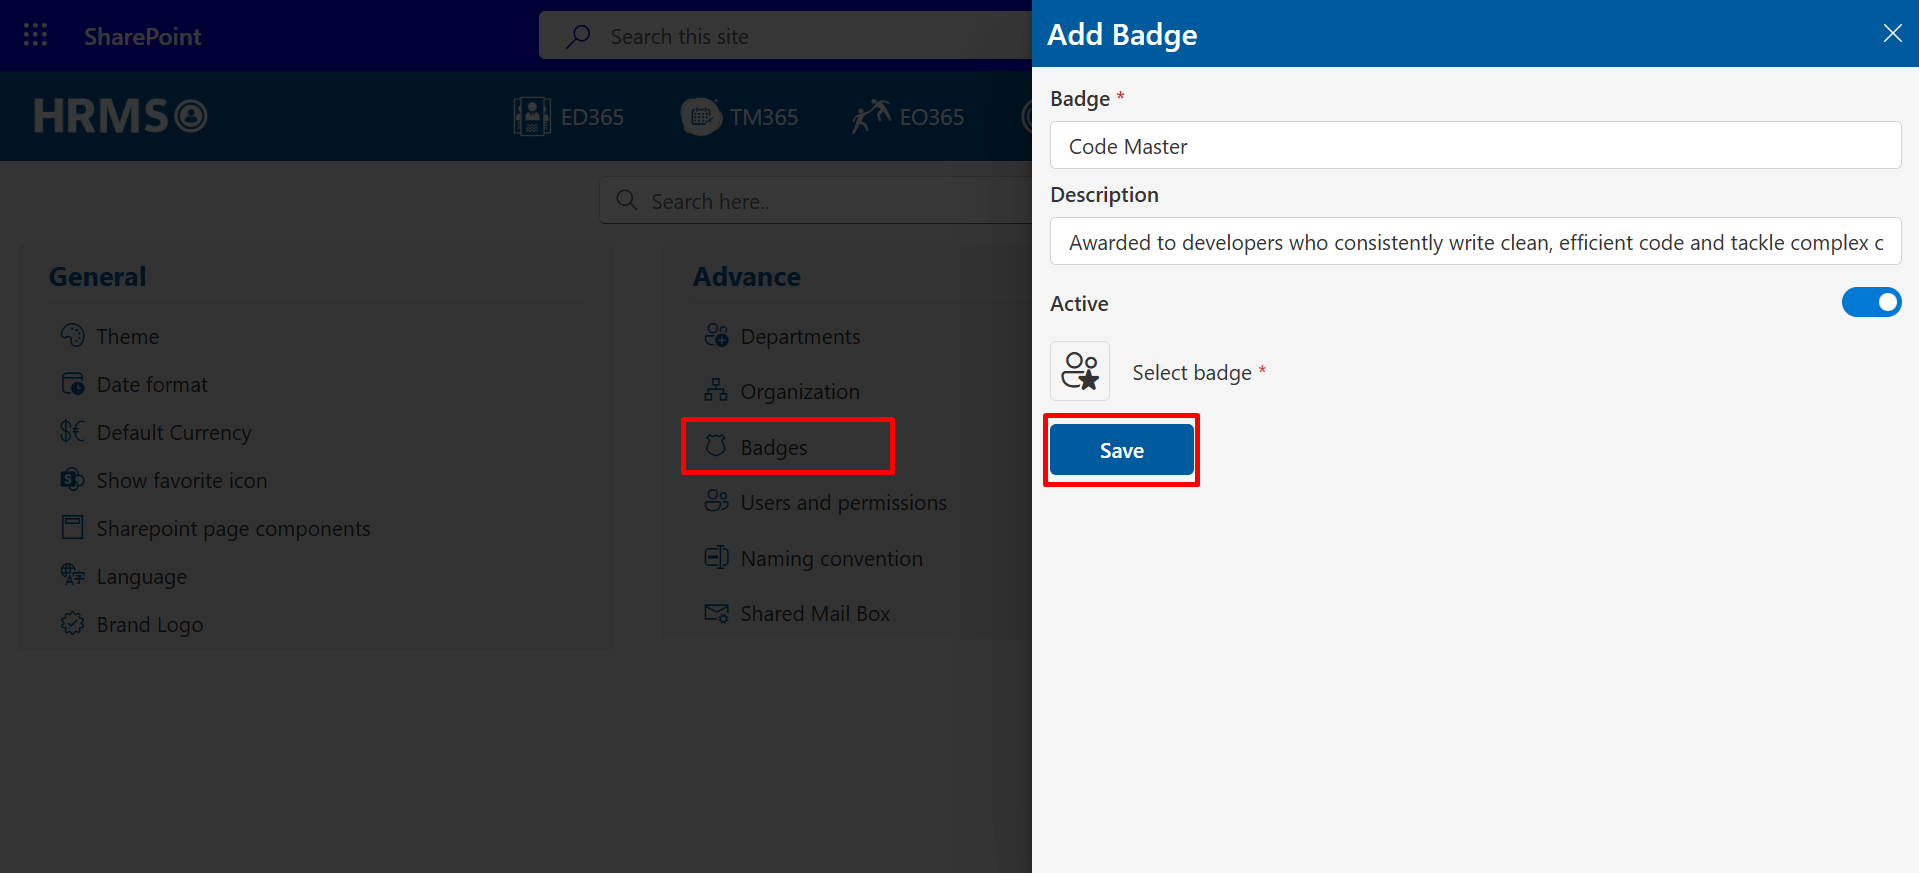 SharePoint
Search this site
HRMS
ED365
TM365
EO365
Search here..
General
Theme
Date format
Default Currency
Show favorite icon
Sharepoint page components
Language
Brand Logo
Advance
Departments
Organization
Badges
Users and permissions
Naming convention
Shared Mail Box
Add Badge
Badge *
Code Master
Description
Awarded to developers who consistently write clean, efficient code and tackle complex c
Active
Select badge *
Save